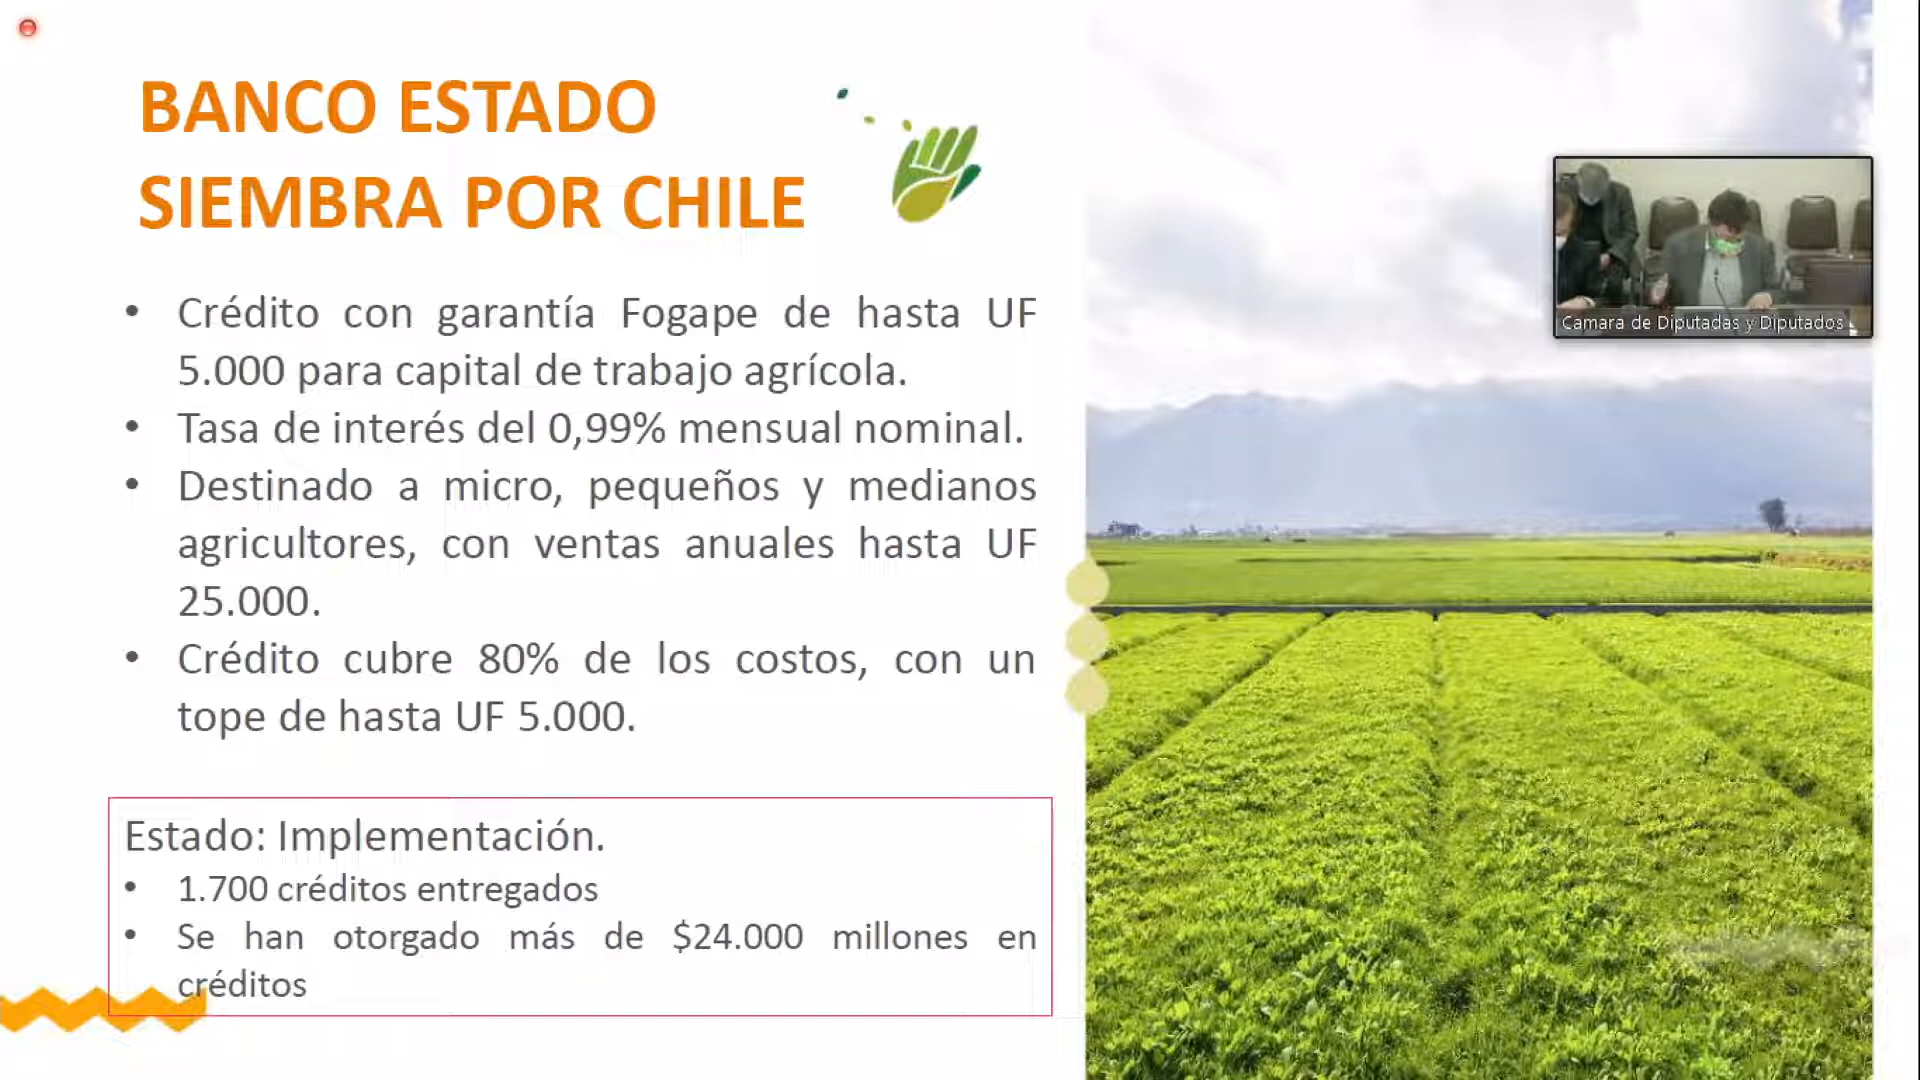 BANCO ESTADO
SIEMBRA POR CHILE
• Crédito con garantía Fogape de hasta UF
5.000 para capital de trabajo agrícola.
• Tasa de interés del 0,99% mensual nominal.
• Destinado a micro, pequeños y medianos
agricultores, con ventas anuales hasta UF
25.000.
• Crédito cubre 80% de los costos, con un
tope de hasta UF 5.000.
Estado: Implementación.
• 1.700 créditos entregados
• Se han otorgado más de $24.000 millones en
créditos
Camara de Diputadas y Diputados